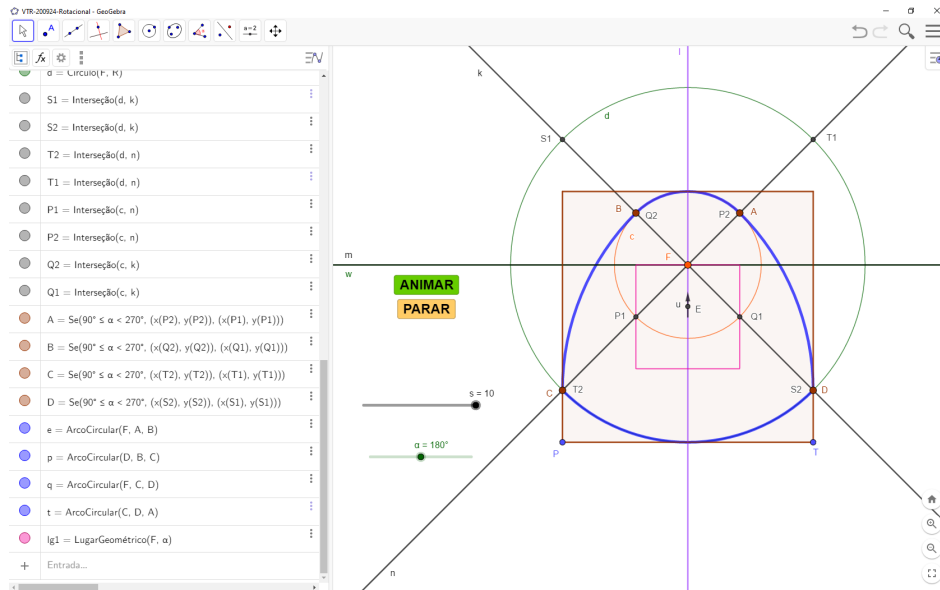 VTR-200924-Rotacional - GeoGebra
A
a=2
fx
d = Círculo(F, R)
S1 = Interseção(d, k)
S2 = Interseção(d, k)
T2 = Interseção(d, n)
T1 = Interseção(d, n)
P1 = Interseção(c, n)
P2 = Interseção(c, n)
Q2 = Interseção(c, k)
Q1 = Interseção(c, k)
A = Se(90° ≤ α < 270°, (x(P2), y(P2)), (x(P1), y(P1)))
B = Se(90° ≤ α < 270°, (x(Q2), y(Q2)), (x(Q1), y(Q1)))
C = Se(90° ≤ α < 270°, (x(T2), y(T2)), (x(T1), y(T1)))
D = Se(90° ≤ α < 270°, (x(S2), y(S2)), (x(S1), y(S1)))
e = ArcoCircular(F, A, B)
p = ArcoCircular(D, B, C)
q = ArcoCircular(F, C, D)
t = ArcoCircular(C, D, A)
lg1 = LugarGeométrico(F, α)
Entrada...
l
k
d
S1
T1
B
Q2
P2
A
c
m
F
w
ANIMAR
PARAR
u
E
P1
Q1
s = 10
C
T2
S2
D
α = 180°
P
T
n